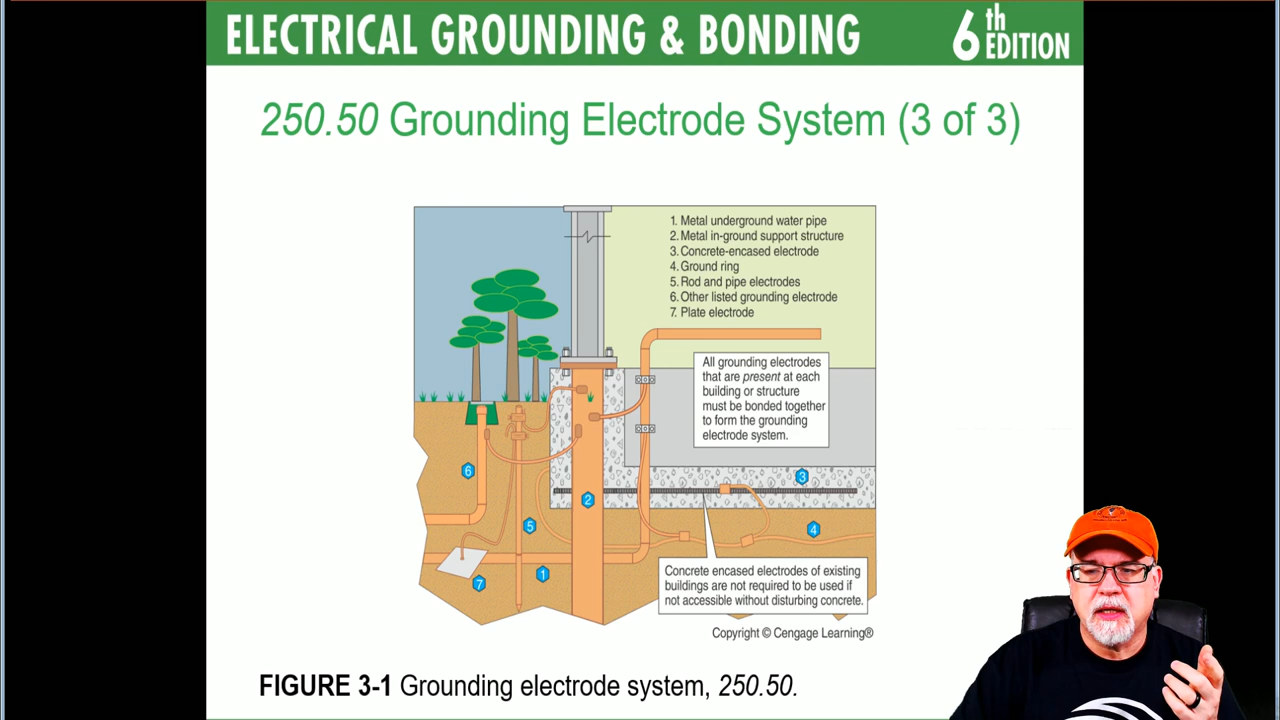 ELECTRICAL GROUNDING & BONDING
6th EDITION
250.50 Grounding Electrode System (3 of 3)
1. Metal underground water pipe
2. Metal in-ground support structure
3. Concrete-encased electrode
4. Ground ring
5. Rod and pipe electrodes
6. Other listed grounding electrode
7. Plate electrode
All grounding electrodes
that are present at each
building or structure
must be bonded together
to form the grounding
electrode system.
6
3
2
5
4
7
1
Concrete encased electrodes of existing
buildings are not required to be used if
not accessible without disturbing concrete.
Copyright © Cengage Learning®
FIGURE 3-1 Grounding electrode system, 250.50.